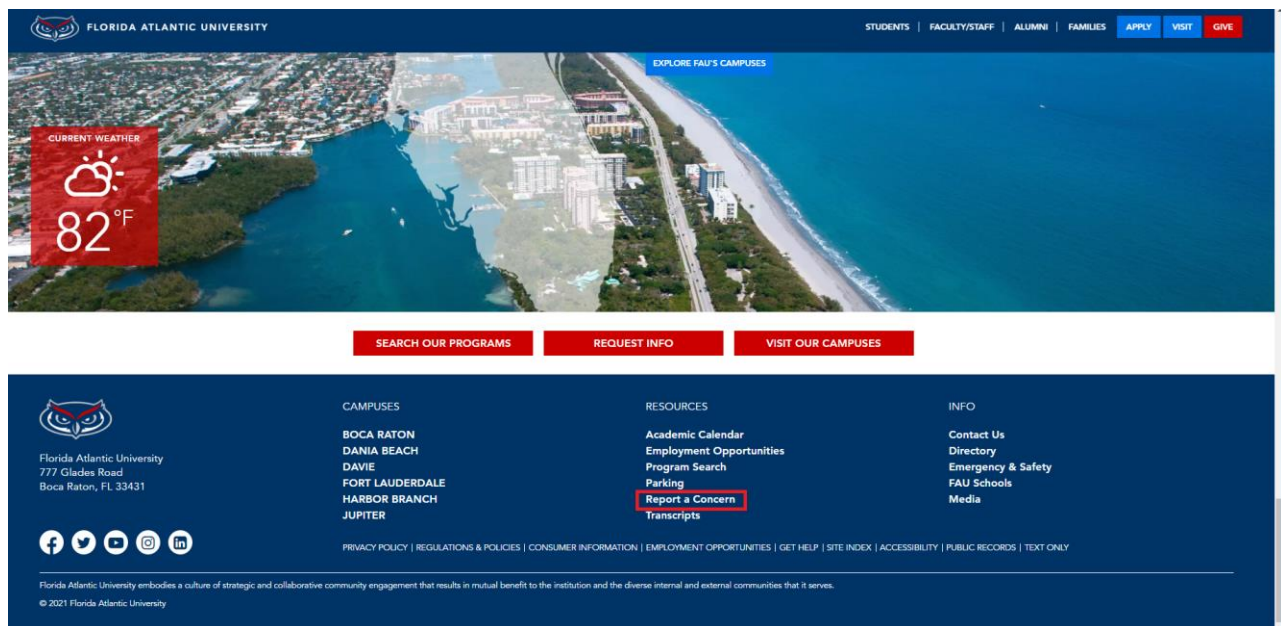 FLORIDA ATLANTIC UNIVERSITY
STUDENTS | FACULTY/STAFF | ALUMNI | FAMILIES APPLY VISIT GIVE
EXPLORE FAU'S CAMPUSES
CURRENT WEATHER
82°F
SEARCH OUR PROGRAMS REQUEST INFO VISIT OUR CAMPUSES
Florida Atlantic University
777 Glades Road
Boca Raton, FL 33431
CAMPUSES
BOCA RATON
DANIA BEACH
DAVIE
FORT LAUDERDALE
HARBOR BRANCH
JUPITER
RESOURCES
Academic Calendar
Employment Opportunities
Program Search
Parking
Report a Concern
Transcripts
INFO
Contact Us
Directory
Emergency & Safety
FAU Schools
Media
PRIVACY POLICY | REGULATIONS & POLICIES | CONSUMER INFORMATION | EMPLOYMENT OPPORTUNITIES | GET HELP | SITE INDEX | ACCESSIBILITY | PUBLIC RECORDS | TEXT ONLY
Florida Atlantic University embodies a culture of strategic and collaborative community engagement that results in mutual benefit to the institution and the diverse internal and external communities that it serves.
© 2021 Florida Atlantic University